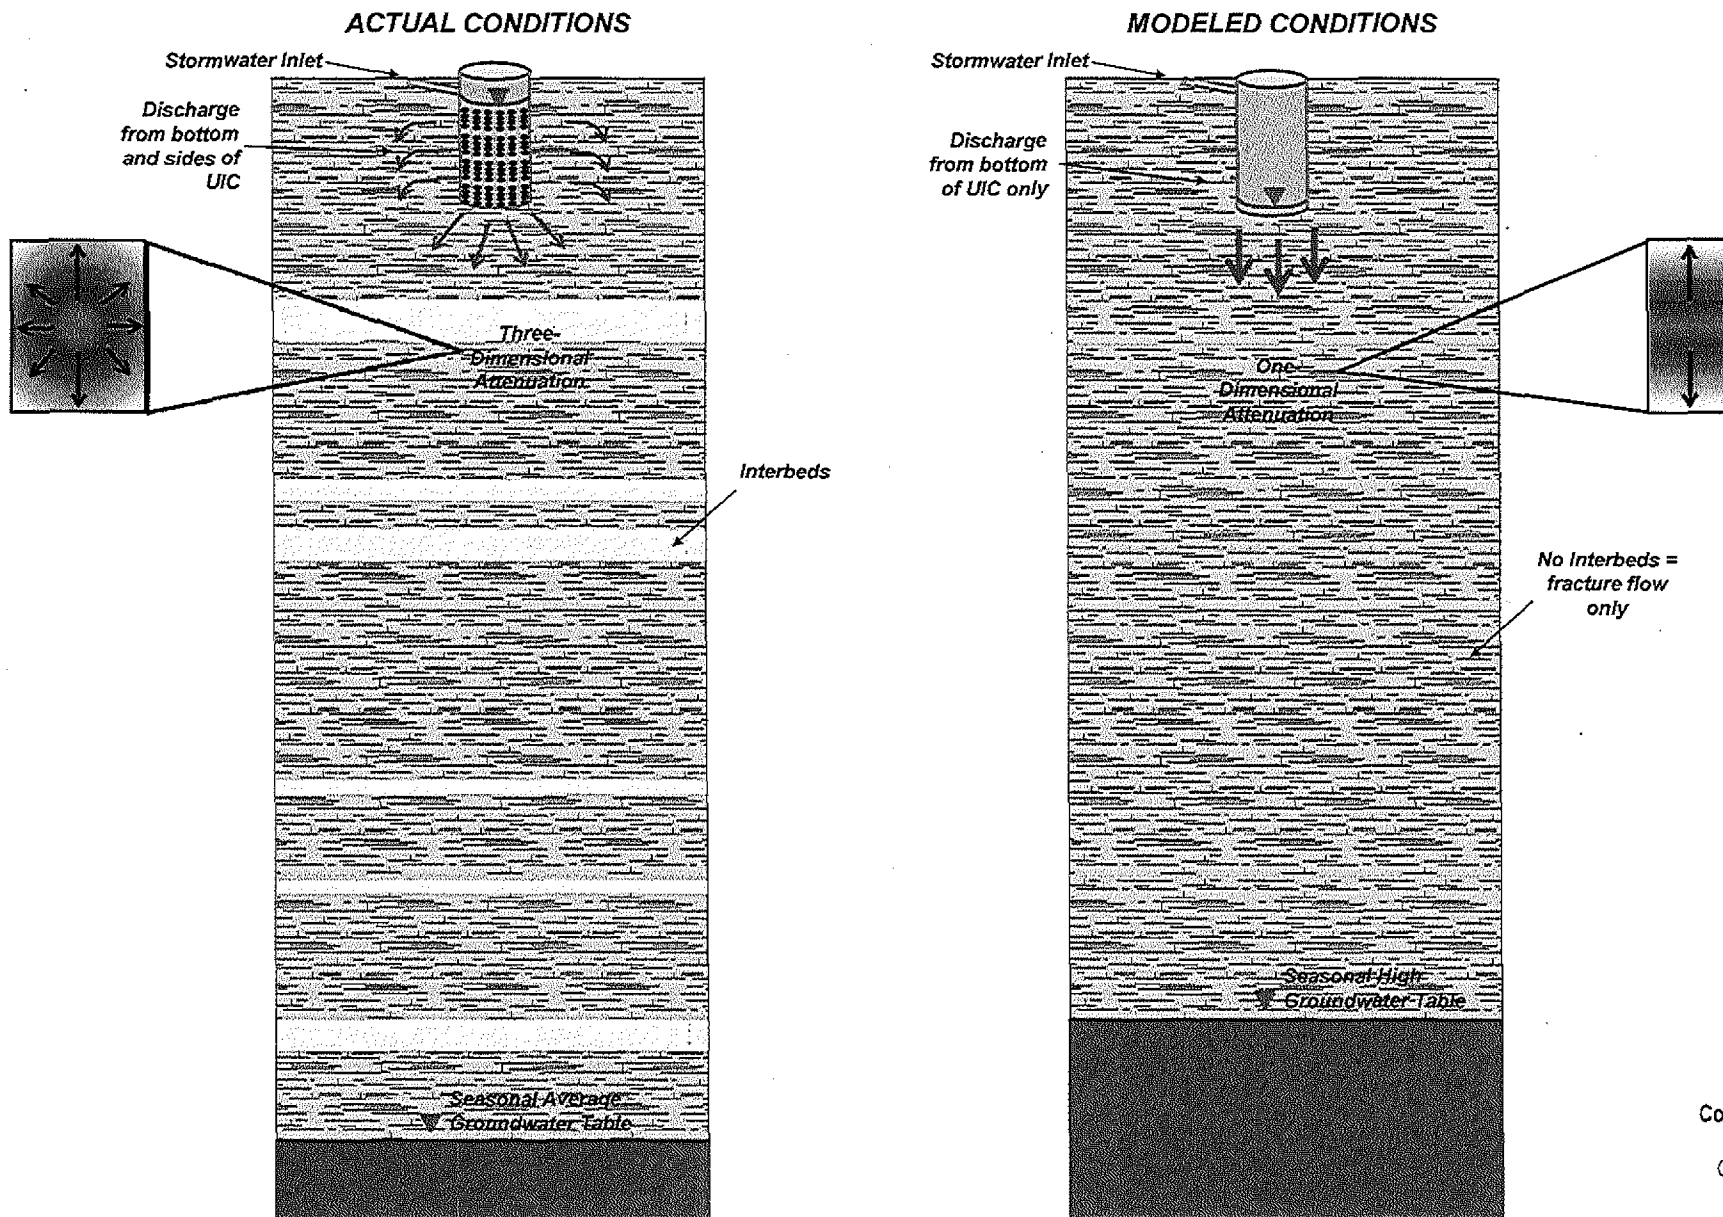 ACTUAL CONDITIONS
Stormwater Inlet
Discharge
from bottom
and sides of
UIC
Three-
Dimensional
Attenuation
Interbeds
Seasonal Average
Groundwater Table
MODELED CONDITIONS
Stormwater Inlet
Discharge
from bottom
of UIC only
One-
Dimensional
Attenuation
No Interbeds =
fracture flow
only
Seasonal High
Groundwater Table
Co